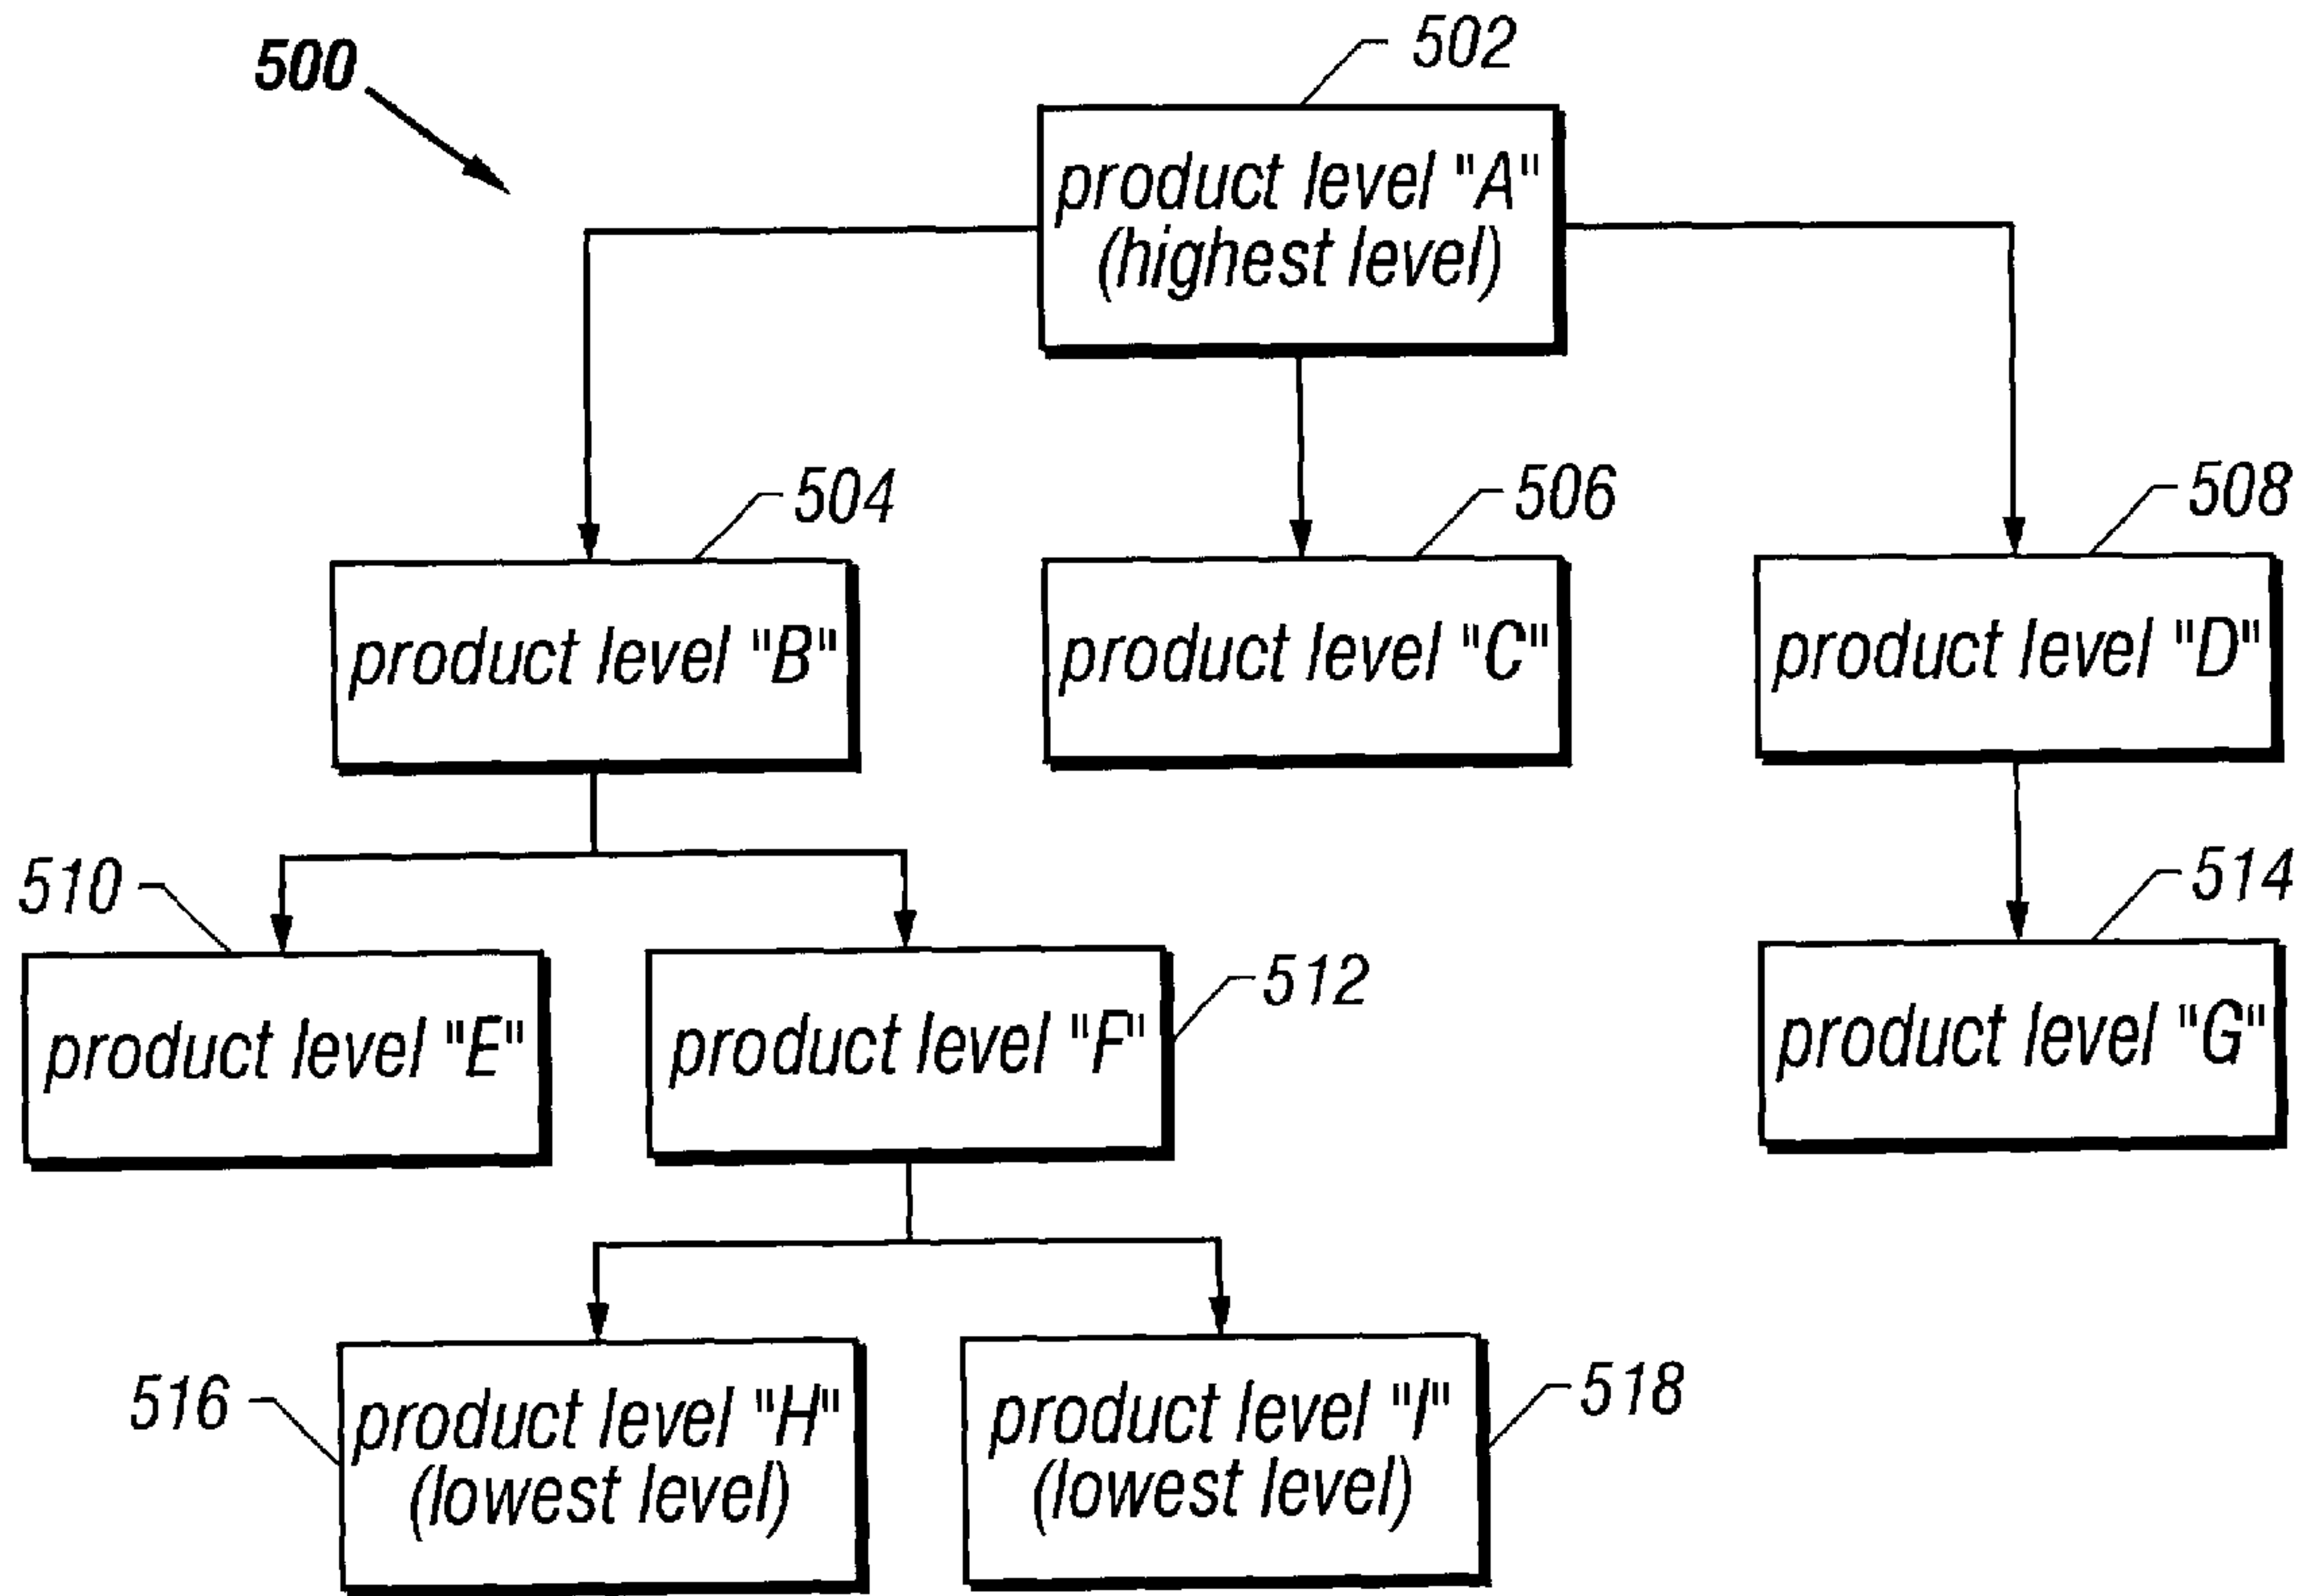 500
502
product level "A"
(highest level)
504
506
508
product level "B"
product level "C"
product level "D"
510
512
514
product level "E"
product level "F"
product level "G"
516
product level "H"
(lowest level)
product level "I"
(lowest level)
518